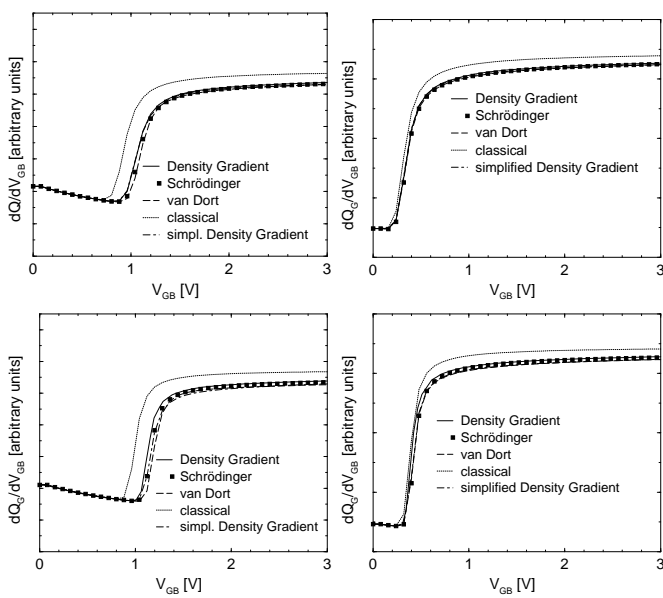 dQ/dV_GB [arbitrary units]
Density Gradient
Schrödinger
van Dort
classical
simpl. Density Gradient
0 1 2 3
V_GB [V]
dQ_G/dV_GB [arbitrary units]
Density Gradient
Schrödinger
van Dort
classical
simplified Density Gradient
0 1 2 3
V_GB [V]
dQ_G/dV_GB [arbitrary units]
Density Gradient
Schrödinger
van Dort
classical
simpl. Density Gradient
0 1 2 3
V_GB [V]
dQ_G/dV_GB [arbitrary units]
Density Gradient
Schrödinger
van Dort
classical
simplified Density Gradient
0 1 2 3
V_GB [V]